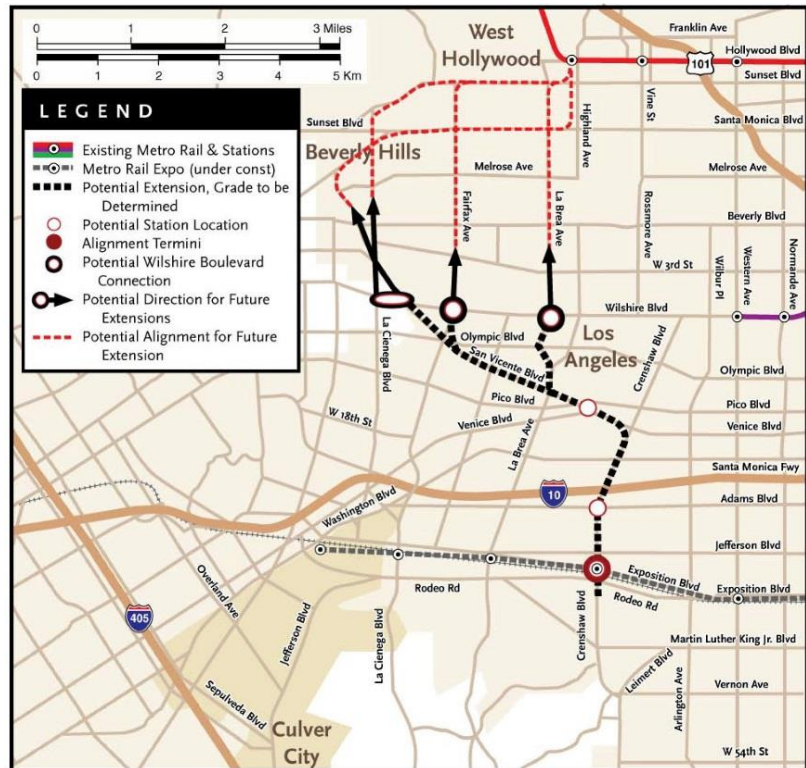 0 1 2 3 Miles
0 1 2 3 4 5 Km
LEGEND
Existing Metro Rail & Stations
Metro Rail Expo (under const)
Potential Extension, Grade to be
Determined
Potential Station Location
Alignment Termini
Potential Wilshire Boulevard
Connection
Potential Direction for Future
Extensions
Potential Alignment for Future
Extension
West
Hollywood
Franklin Ave
Hollywood Blvd
101
Sunset Blvd
Sunset Blvd
Highland Ave
Vine St
Santa Monica Blvd
Beverly Hills
Melrose Ave
Melrose Ave
Fairfax Ave
La Brea Ave
Rossmore Ave
Beverly Blvd
W 3rd St
Wilbur Pl
Western Ave
Normande Ave
Wilshire Blvd
La Cienega Blvd
Olympic Blvd
Los
Angeles
San Vicente Blvd
Crenshaw Blvd
Olympic Blvd
Pico Blvd
Pico Blvd
W 18th St
Venice Blvd
Venice Blvd
La Brea Ave
Santa Monica Fwy
10
Washington Blvd
Adams Blvd
Jefferson Blvd
Overland Ave
Exposition Blvd
Exposition Blvd
Rodeo Rd
Rodeo Rd
405
Jefferson Blvd
La Cienega Blvd
Crenshaw Blvd
Martin Luther King Jr. Blvd
Leimert Blvd
Arlington Ave
Vernon Ave
Sepulveda Blvd
Culver
City
W 54th St